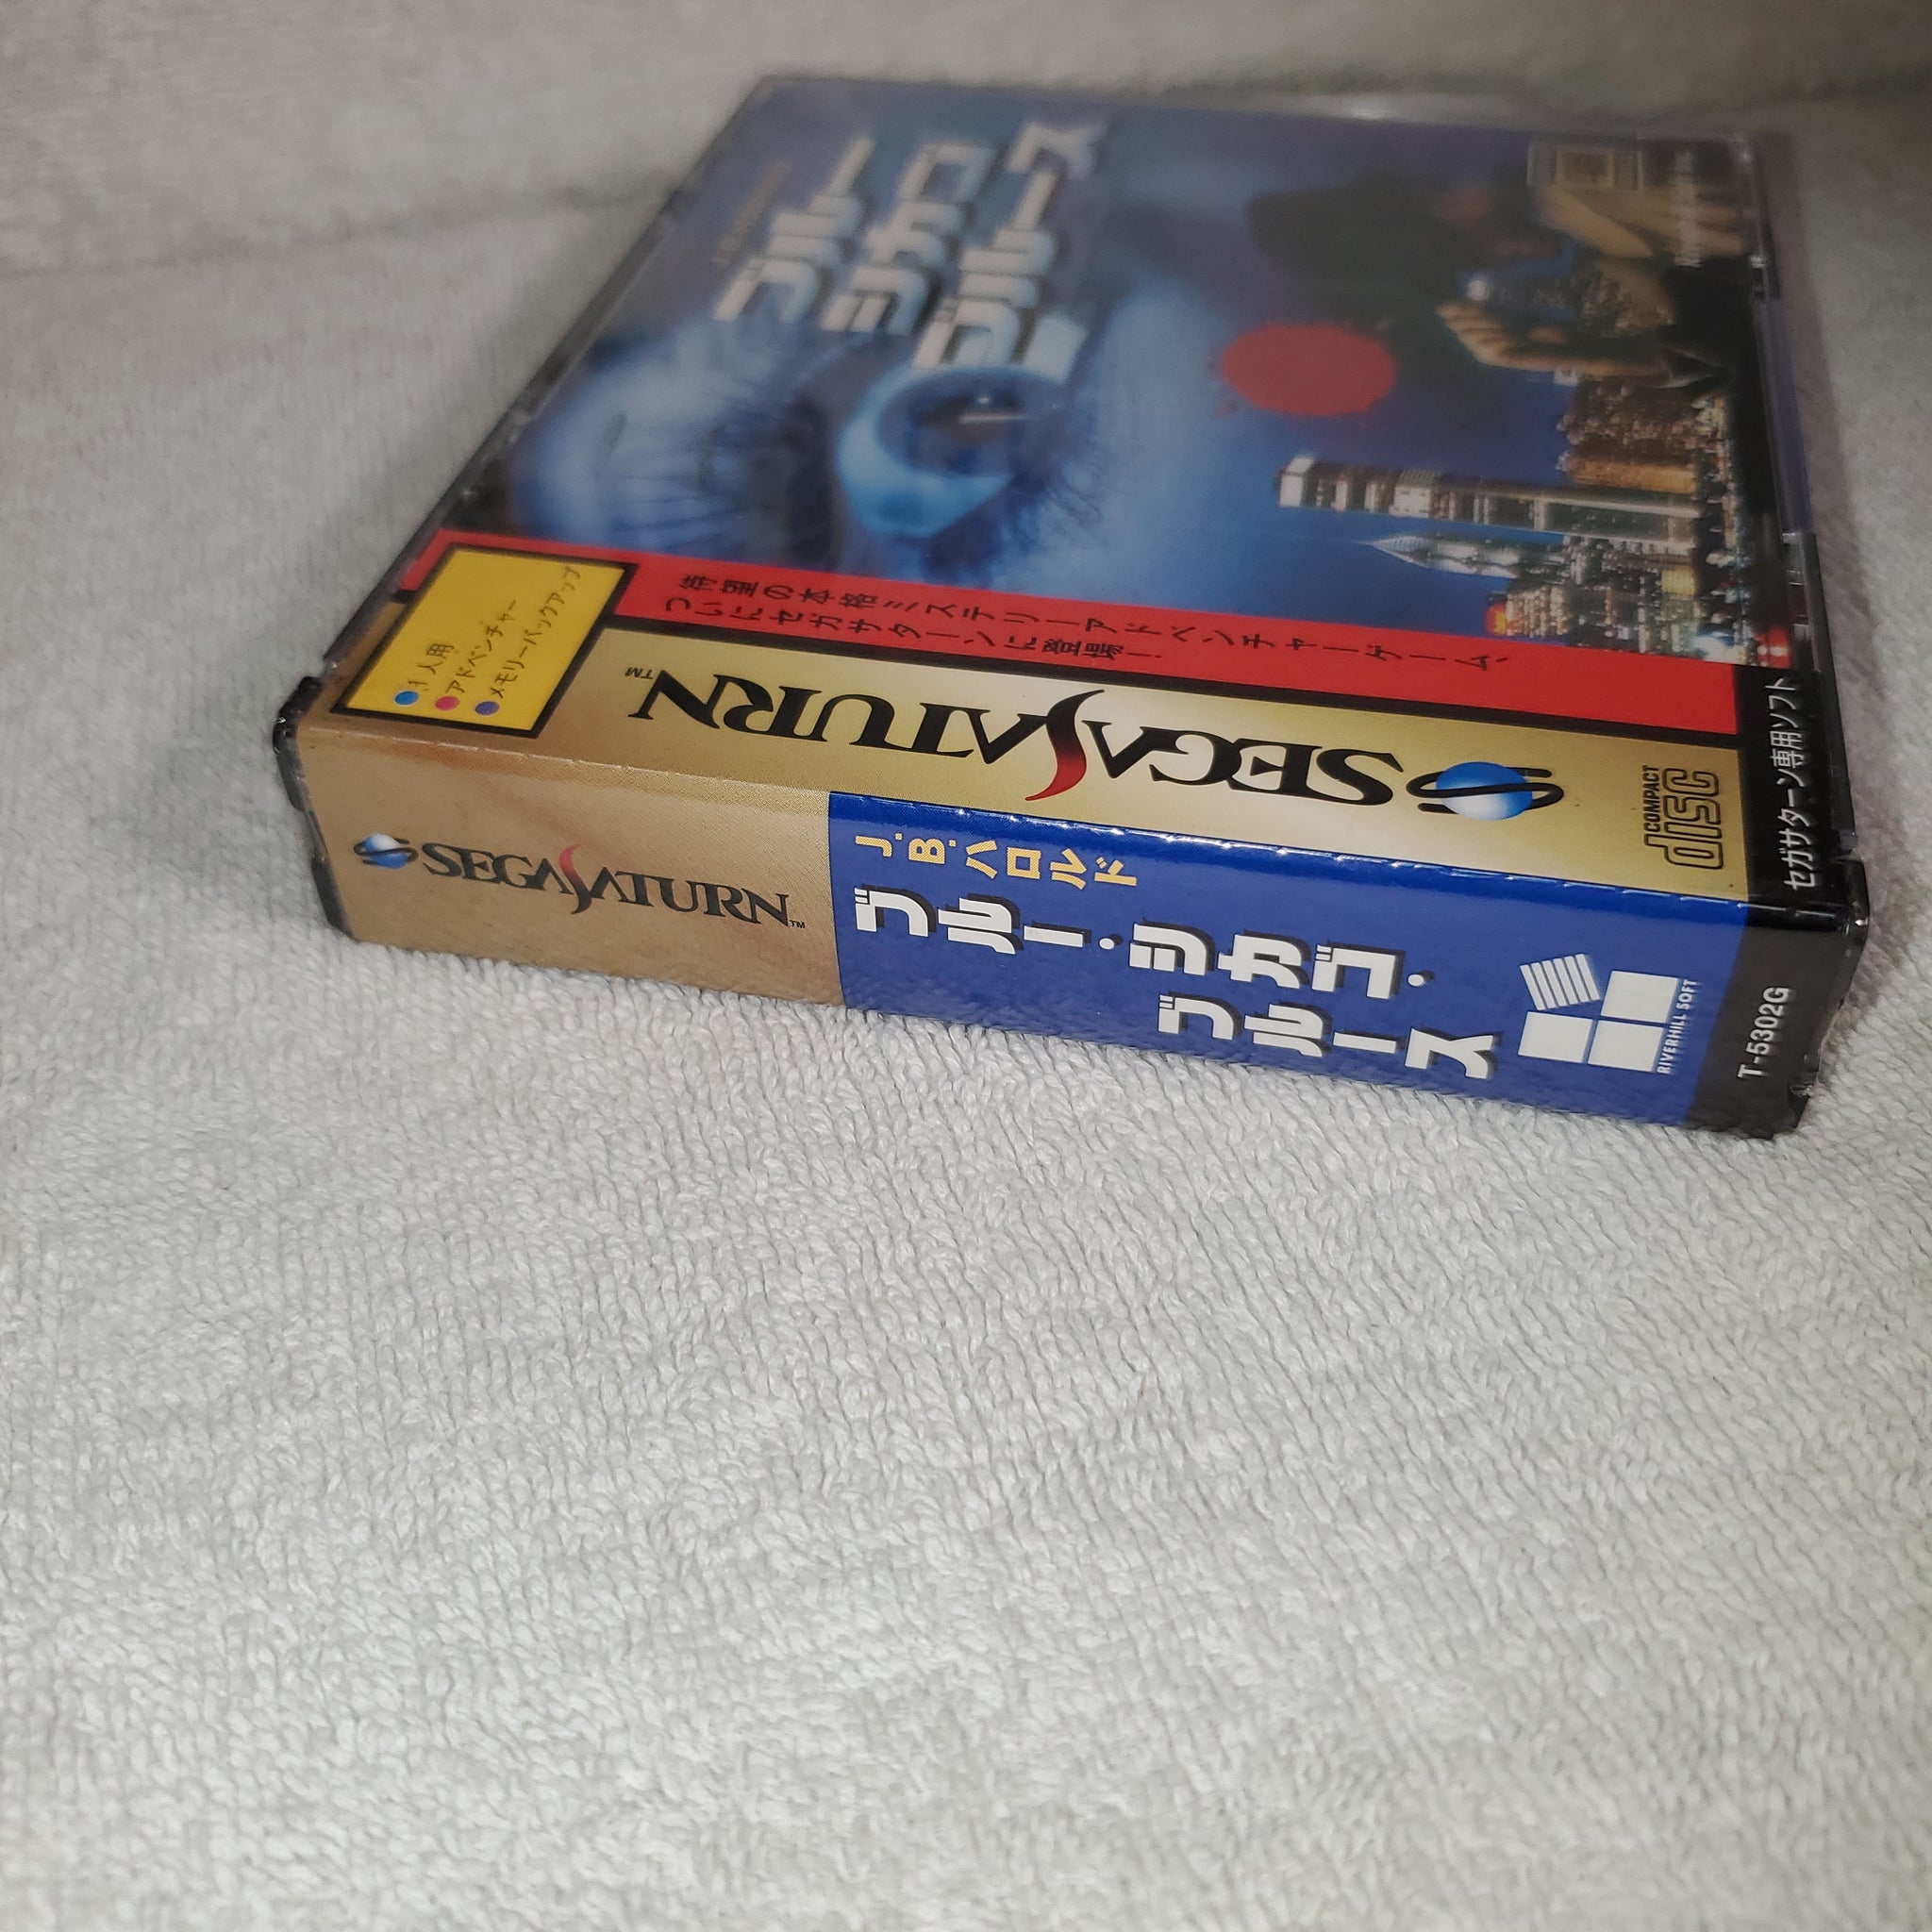 ブルー
シカゴ
ブルース
待望の本格ミステリーアドベンチャーゲーム、
ついにセガサターンに登場!
1人用
アドベンチャー
メモリーバックアップ
SEGA SATURN™
COMPACT
disc
セガサターン専用ソフト
SEGA SATURN™
J.B.ハロルド
ブルー・シカゴ・
ブルース
RIVERHILL SOFT
T-5302G